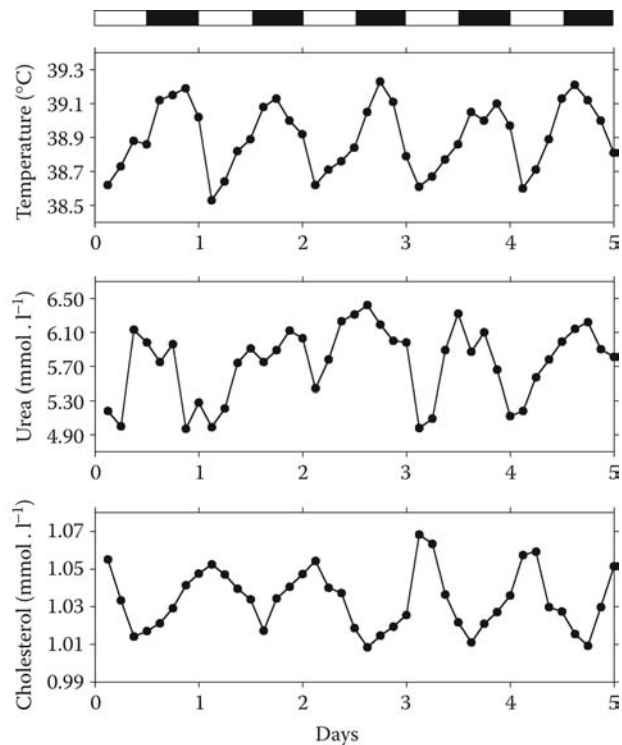 39.3
39.1
38.9
38.7
38.5
Temperature (°C)
0 1 2 3 4 5
6.50
6.10
5.70
5.30
4.90
Urea (mmol . l⁻¹)
0 1 2 3 4 5
1.07
1.05
1.03
1.01
0.99
Cholesterol (mmol . l⁻¹)
0 1 2 3 4 5
Days